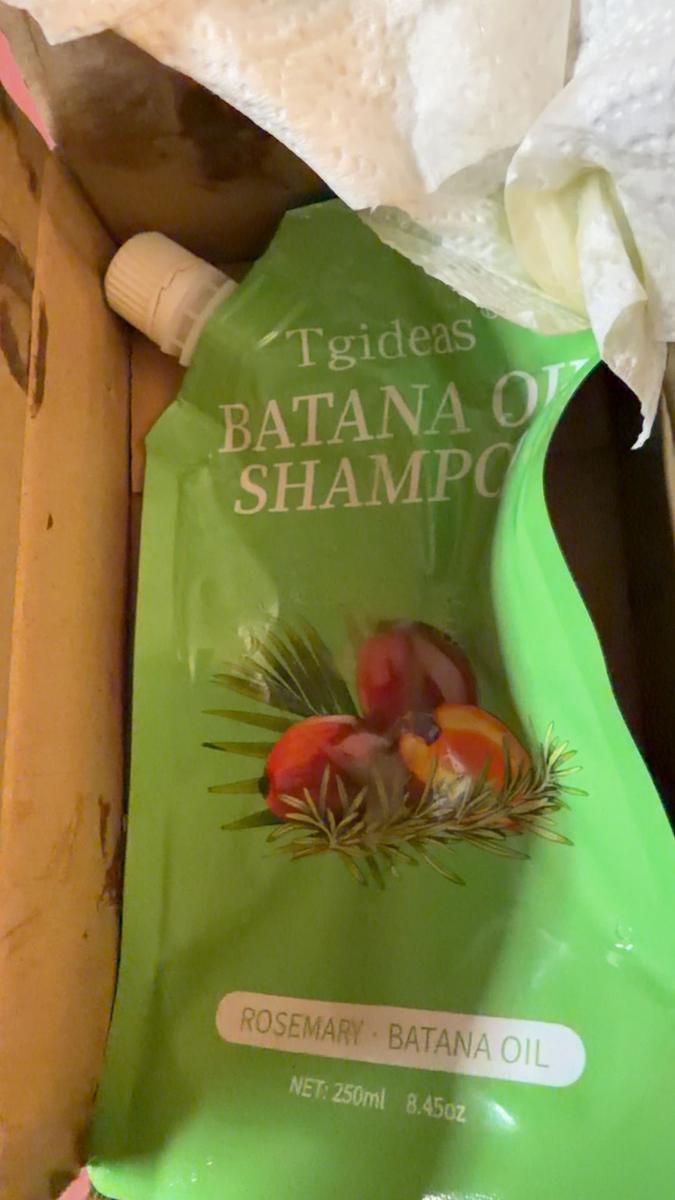 Tgideas
BATANA OI
SHAMPO
ROSEMARY · BATANA OIL
NET: 250ml 8.45oz